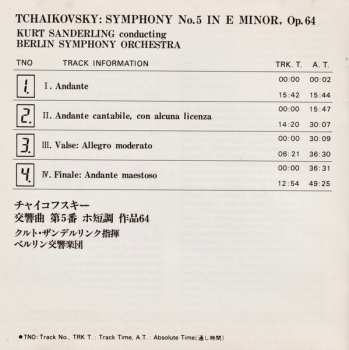 TCHAIKOVSKY: SYMPHONY No.5 IN E MINOR, Op.64
KURT SANDERLING conducting
BERLIN SYMPHONY ORCHESTRA
TNO TRACK INFORMATION TRK. T. A. T.
1. I. Andante 00:00 00:02
15:42 15:44
2. II. Andante cantabile, con alcuna licenza 00:00 15:47
14:20 30:07
3. III. Valse: Allegro moderato 00:00 30:09
06:21 36:30
4. IV. Finale: Andante maestoso 00:00 36:31
12:54 49:25
チャイコフスキー
交響曲 第5番 ホ短調 作品64
クルト・ザンデルリンク指揮
ベルリン交響楽団
●TNO: Track No., TRK T.: Track Time, A.T.: Absolute Time(通し時間)